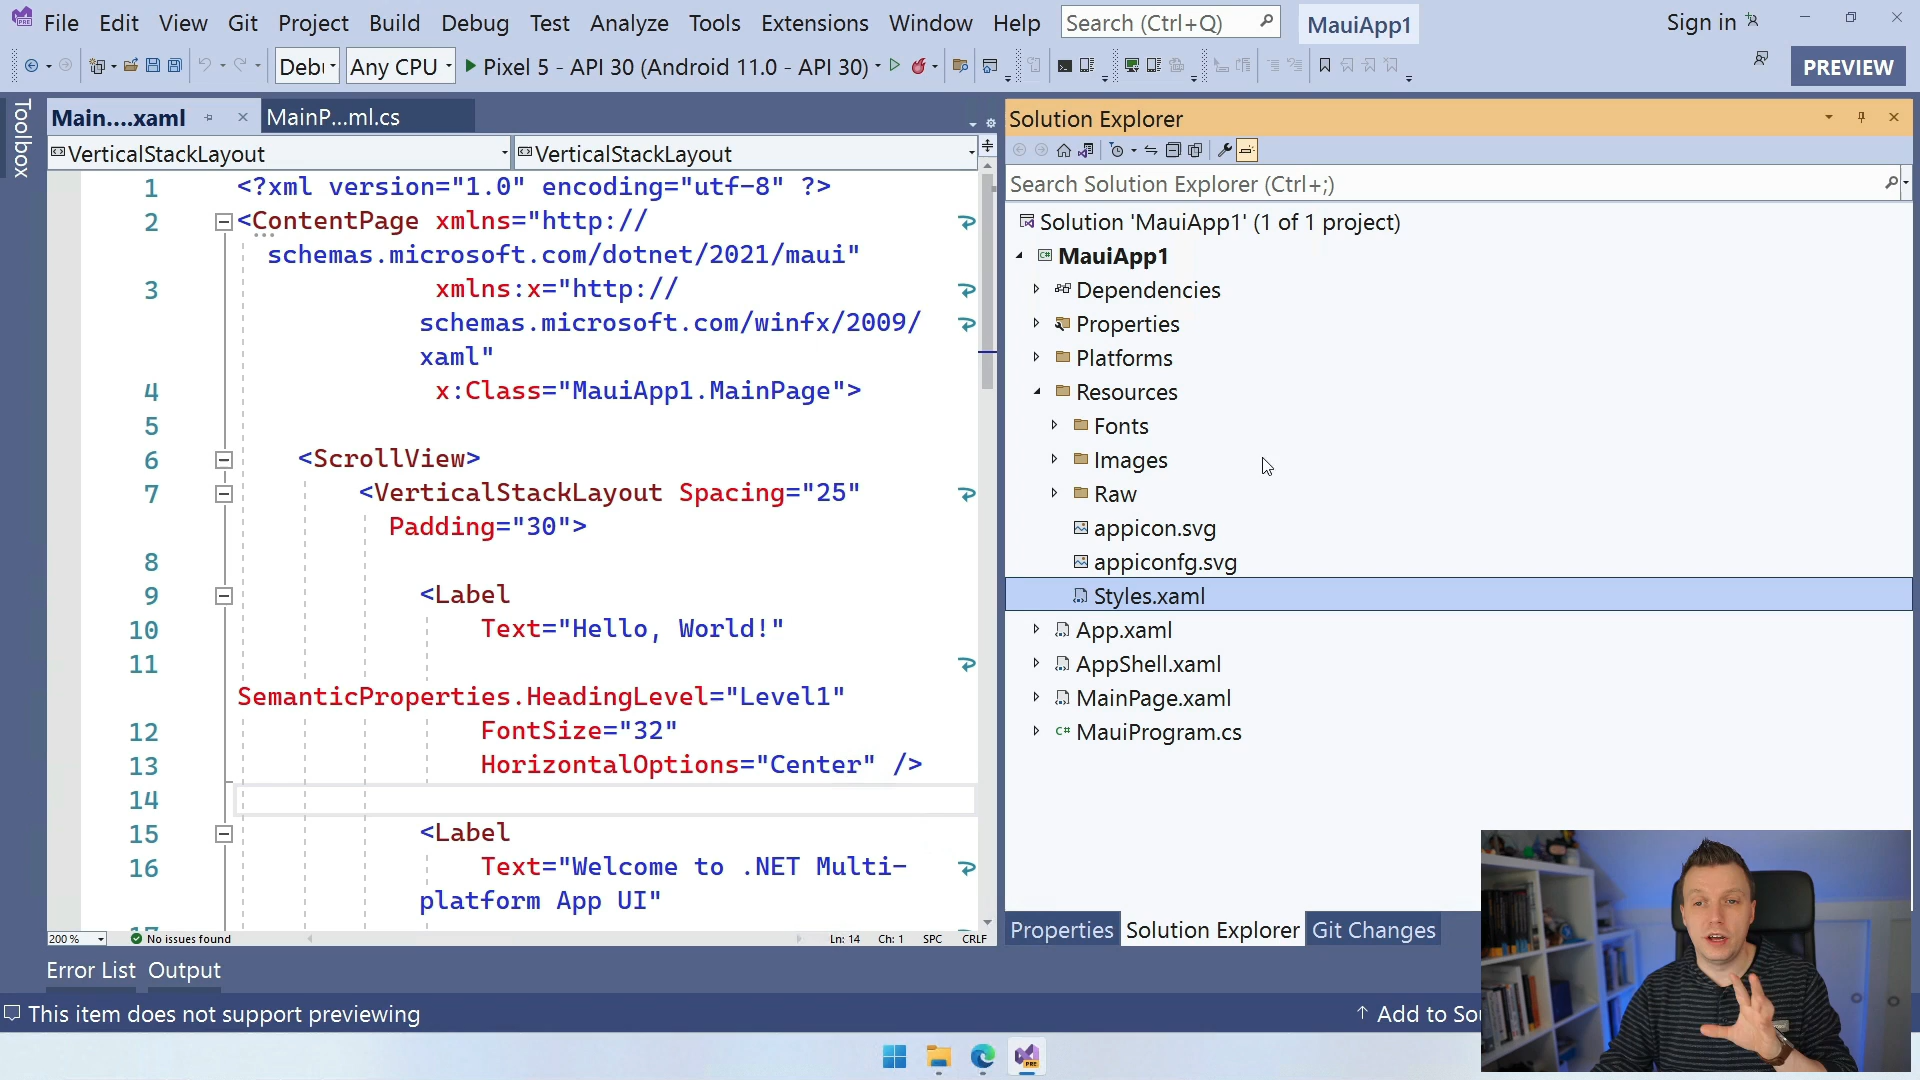 File Edit View Git Project Build Debug Test Analyze Tools Extensions Window Help Search (Ctrl+Q) MauiApp1 Sign in
Debu Any CPU Pixel 5 - API 30 (Android 11.0 - API 30) PREVIEW
Toolbox
Main....xaml MainP...ml.cs
VerticalStackLayout VerticalStackLayout
1 <?xml version="1.0" encoding="utf-8" ?>
2 <ContentPage xmlns="http://
schemas.microsoft.com/dotnet/2021/maui"
3 xmlns:x="http://
schemas.microsoft.com/winfx/2009/
xaml"
4 x:Class="MauiApp1.MainPage">
5
6 <ScrollView>
7 <VerticalStackLayout Spacing="25"
Padding="30">
8
9 <Label
10 Text="Hello, World!"
11
SemanticProperties.HeadingLevel="Level1"
12 FontSize="32"
13 HorizontalOptions="Center" />
14
15 <Label
16 Text="Welcome to .NET Multi-
platform App UI"
17
200 % No issues found Ln: 14 Ch: 1 SPC CRLF
Solution Explorer
Search Solution Explorer (Ctrl+;)
Solution 'MauiApp1' (1 of 1 project)
MauiApp1
Dependencies
Properties
Platforms
Resources
Fonts
Images
Raw
appicon.svg
appiconfg.svg
Styles.xaml
App.xaml
AppShell.xaml
MainPage.xaml
C# MauiProgram.cs
Properties Solution Explorer Git Changes
Error List Output
This item does not support previewing Add to Sou
PRE